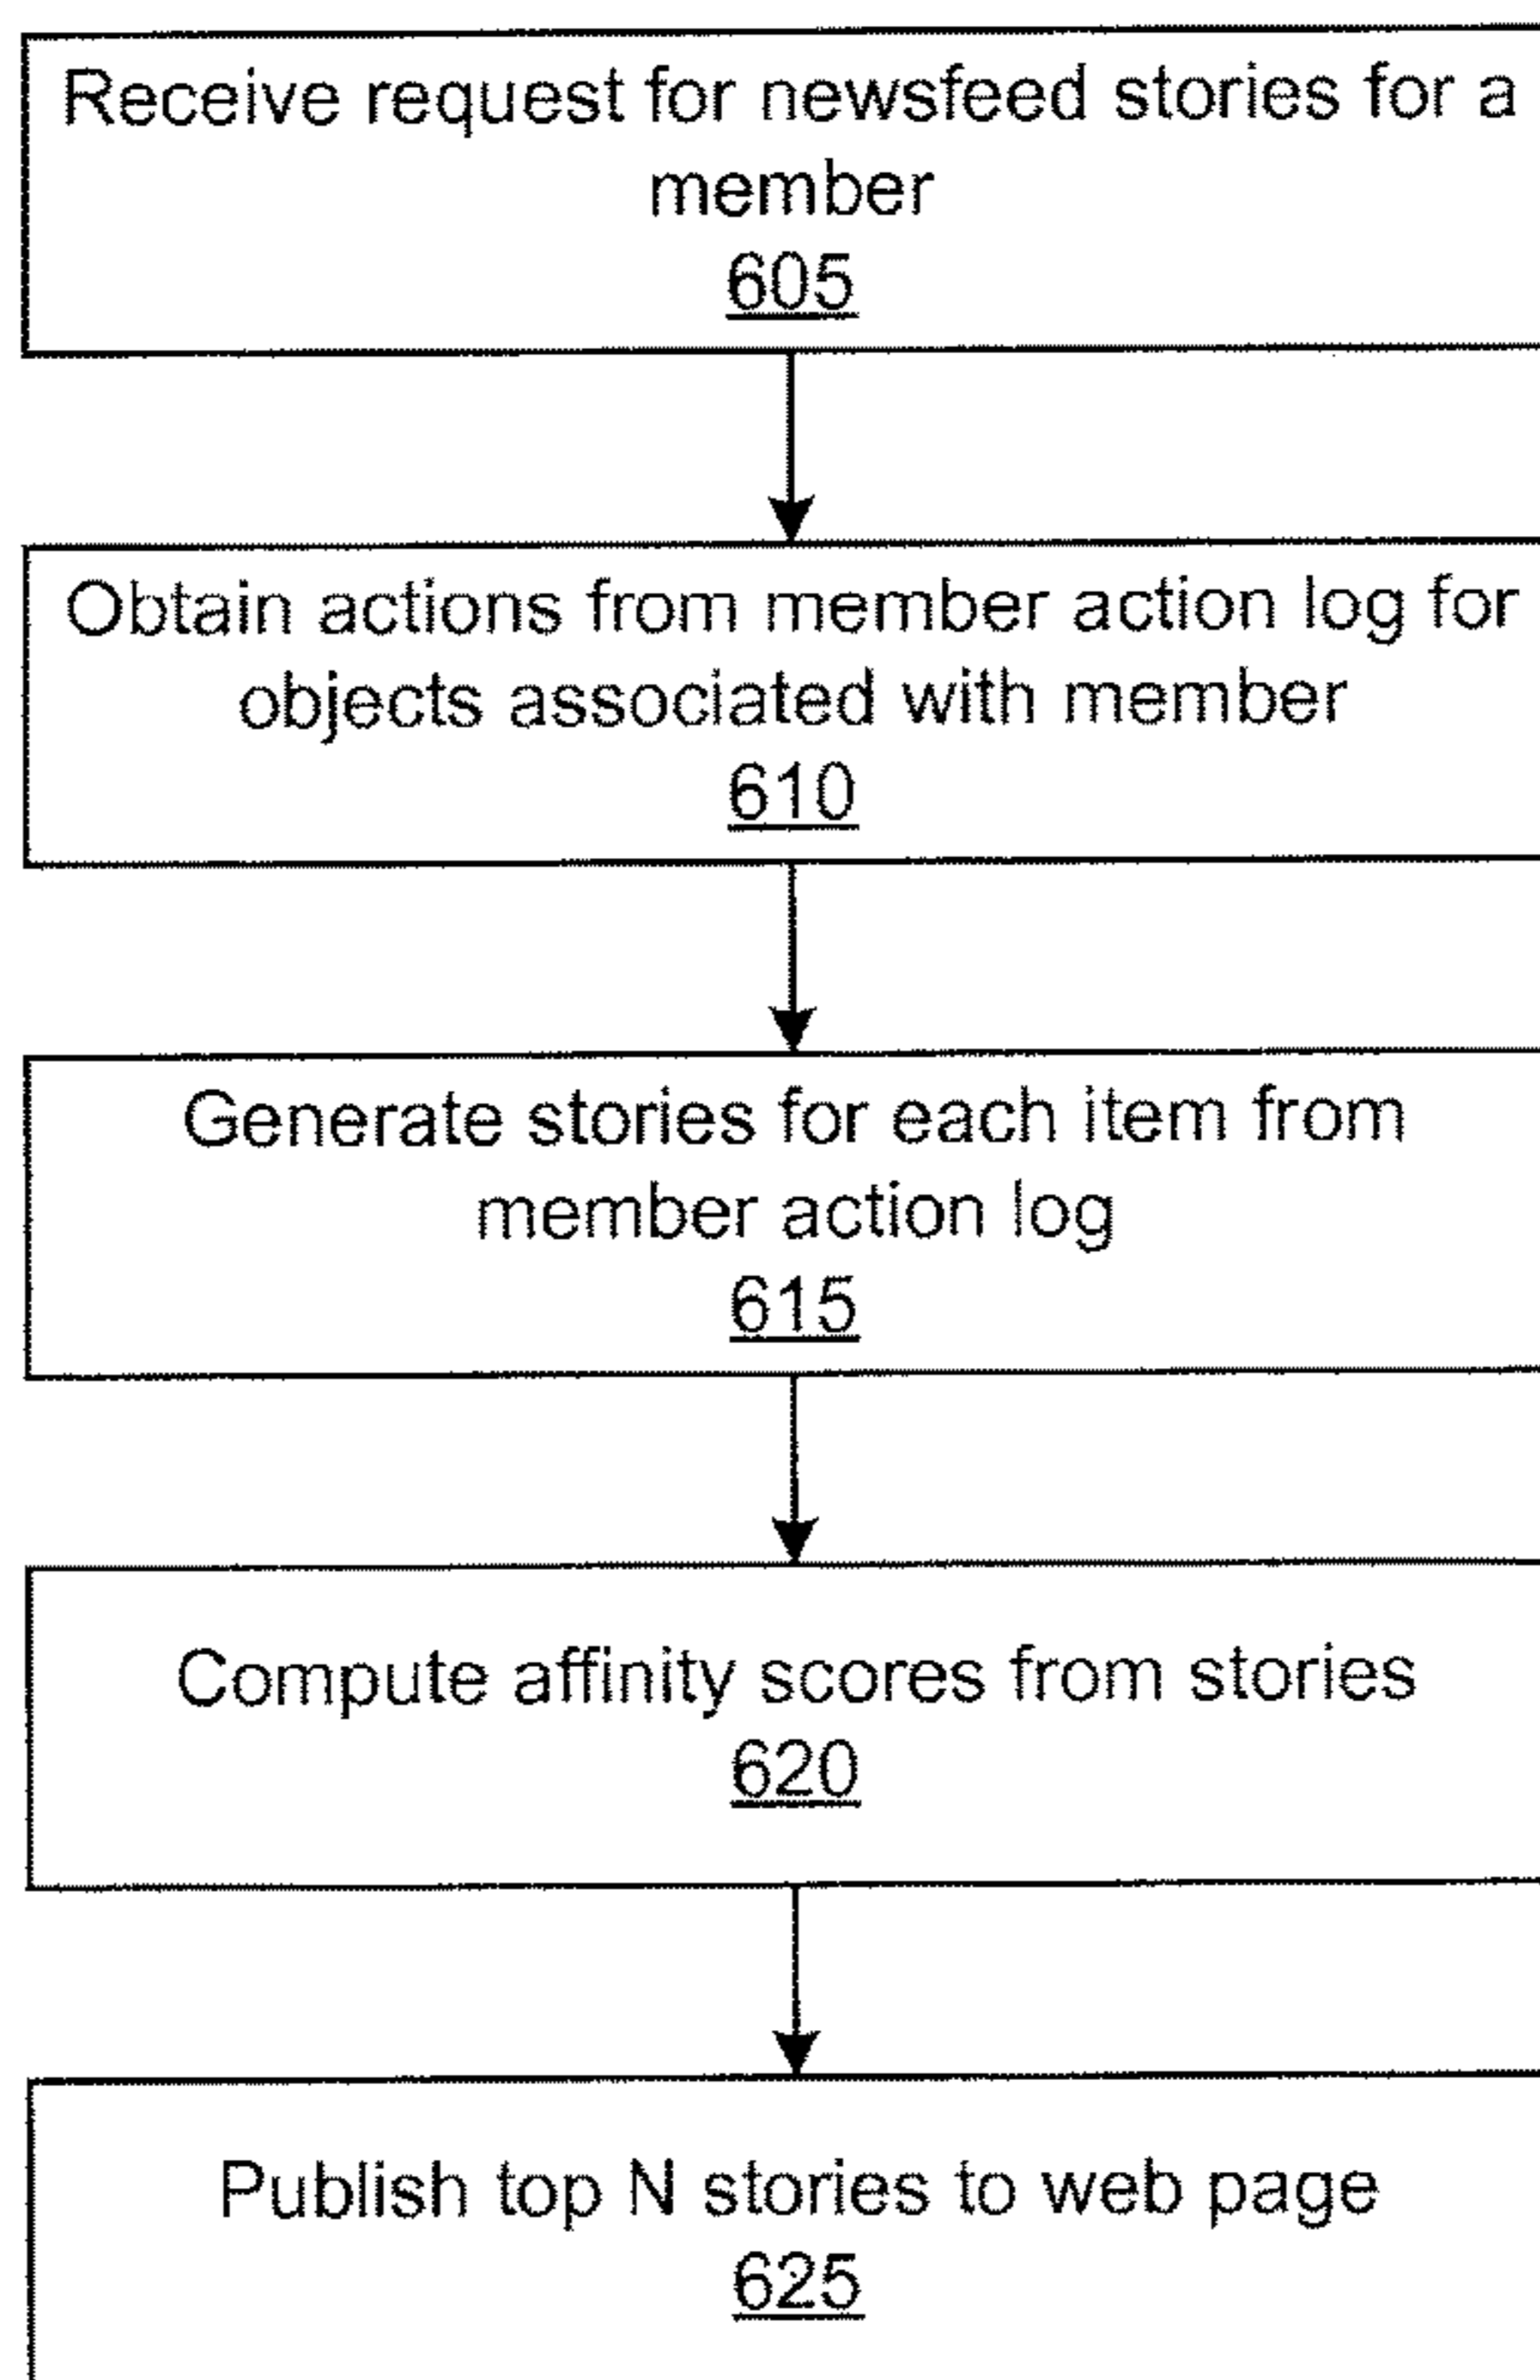 Receive request for newsfeed stories for a
member
605
Obtain actions from member action log for
objects associated with member
610
Generate stories for each item from
member action log
615
Compute affinity scores from stories
620
Publish top N stories to web page
625